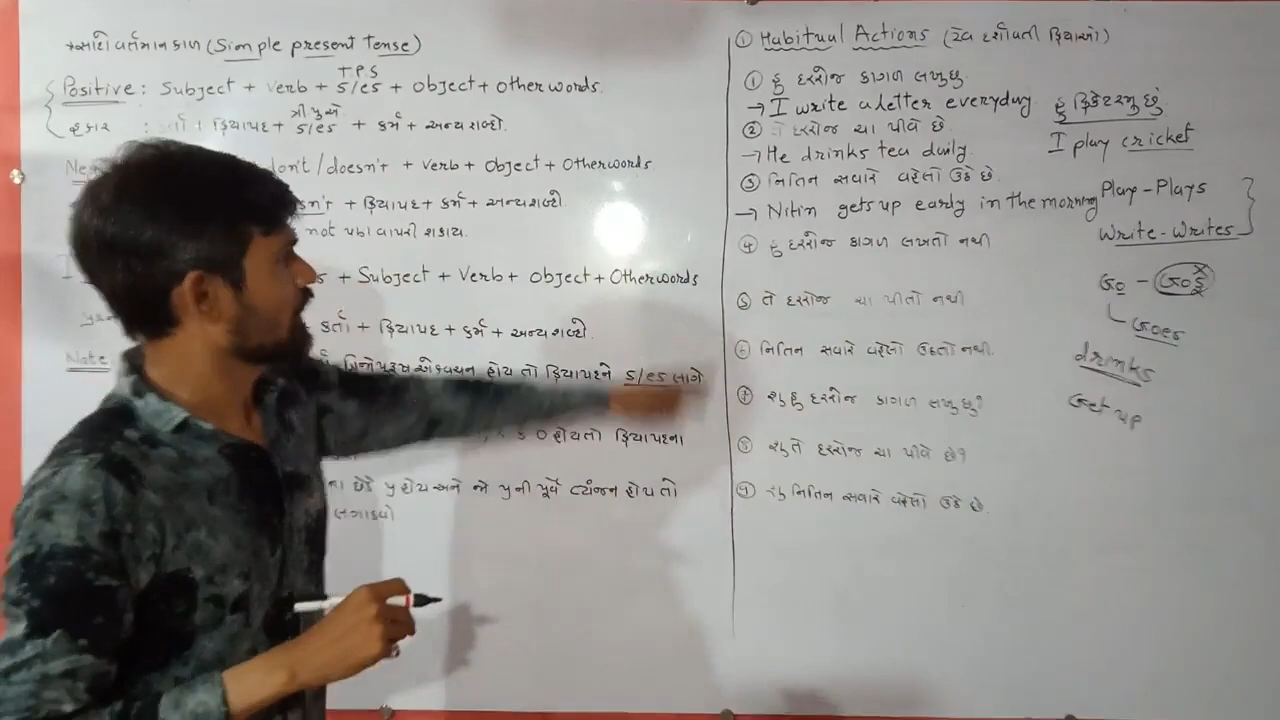 * સાદો વર્તમાનકાળ (Simple present Tense)
T.P.S
Positive : Subject + verb + s/es + object + Other words.
ત્રી.પુ.એ
હકાર : + ક્રિયાપદ + s/es + કર્મ + અન્ય શબ્દો.
don't / doesn't + verb + Object + Otherwords.
+ ક્રિયાપદ + કર્મ + અન્ય શબ્દો.
not પણ વાપરી શકાય.
+ Subject + Verb + Object + Otherwords
કર્તા + ક્રિયાપદ + કર્મ + અન્ય શબ્દો.
Note
એકવચન હોય તો ક્રિયાપદને s/es લાગે
હોય તો ક્રિયાપદના
છેડે y હોય અને જો y ની પૂર્વે વ્યંજન હોય તો
લગાડવો
① Habitual Actions (ટેવ દર્શાવતી ક્રિયાઓ)
① હું દરરોજ કાગળ લખુ છુ
→ I write a letter everyday
② તે દરરોજ ચા પીવે છે.
→ He drinks tea daily.
③ નિતિન સવારે વહેલો ઉઠે છે.
→ Nitin gets up early in the morning
④ હુ દરરોજ કાગળ લખતો નથી
⑤ તે દરરોજ ચા પીતો નથી
⑥ નિતિન સવારે વહેલો ઉઠતો નથી.
⑦ શુ હુ દરરોજ કાગળ લખુ છુ?
⑧ શુ તે દરરોજ ચા પીવે છે?
⑨ શુ નિતિન સવારે વહેલો ઉઠે છે.
હું ક્રિકેટ રમુ છું
I play cricket
Play - Plays
Write - Writes
Go - Gos
Goes
drinks
Get up